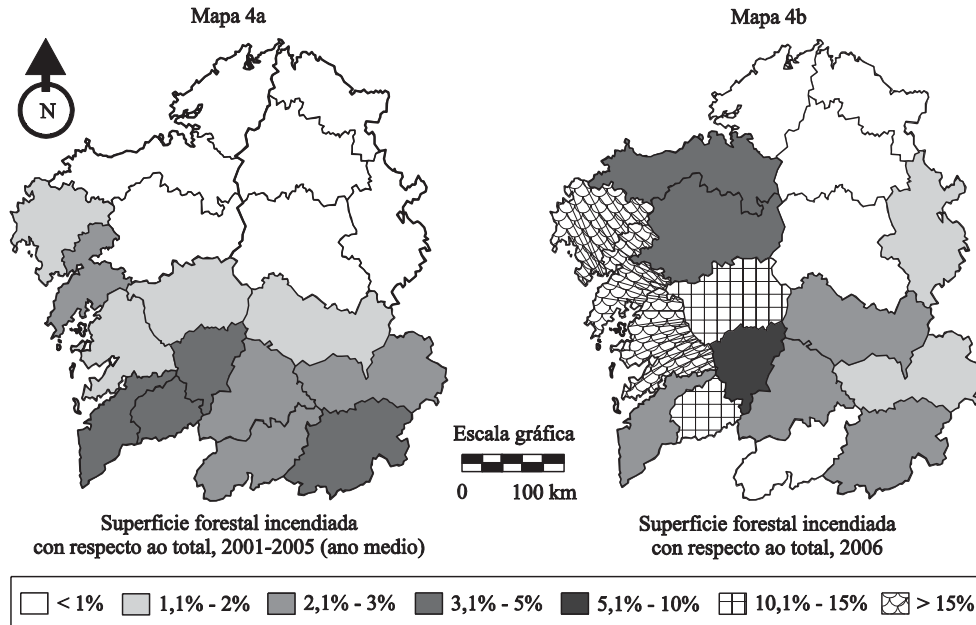 Mapa 4a
Mapa 4b
N
Escala gráfica
0 100 km
Superficie forestal incendiada
con respecto ao total, 2001-2005 (ano medio)
Superficie forestal incendiada
con respecto ao total, 2006
< 1% 1,1% - 2% 2,1% - 3% 3,1% - 5% 5,1% - 10% 10,1% - 15% > 15%